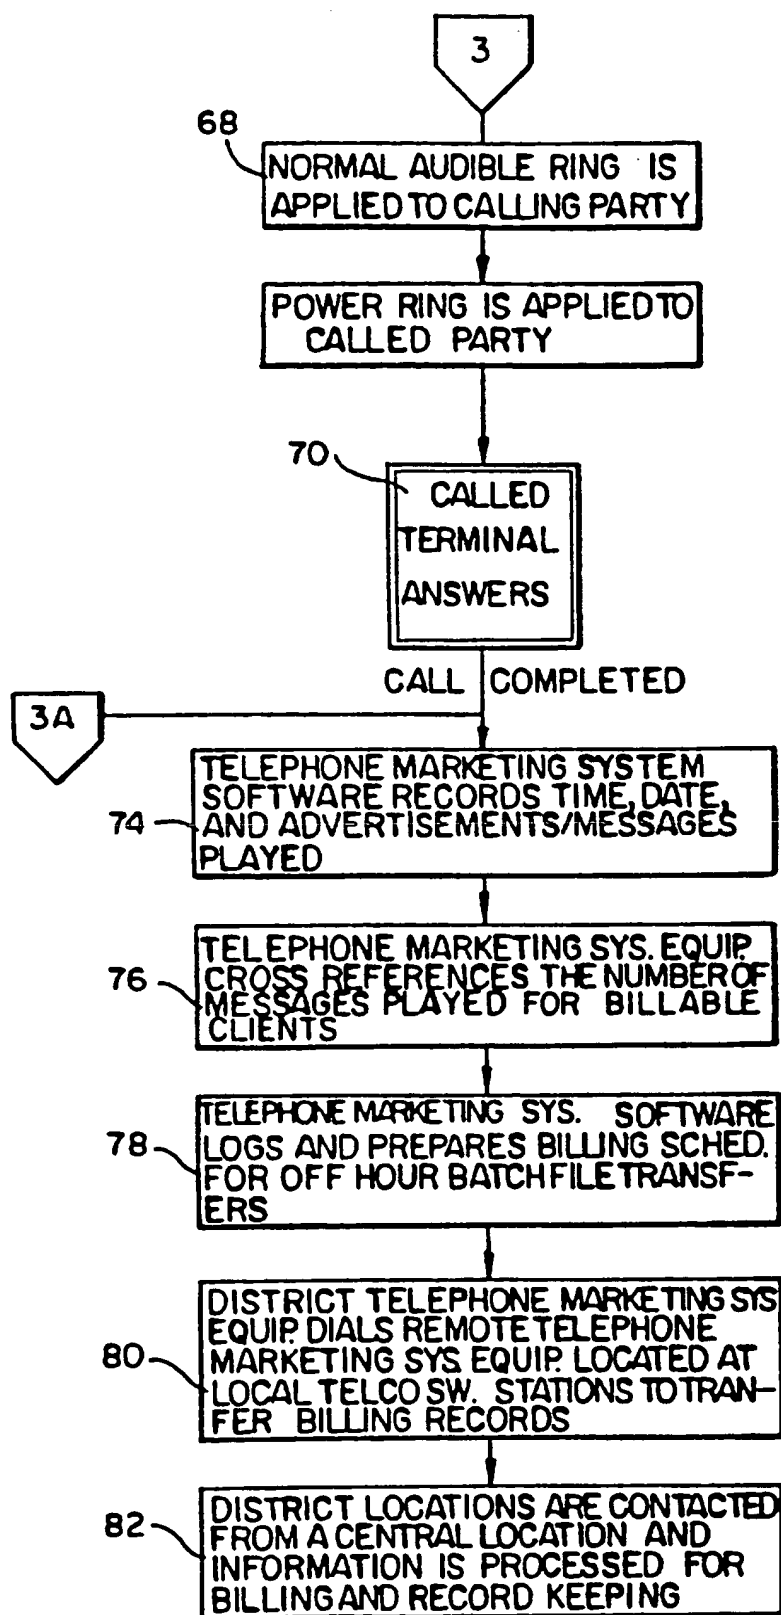 3
68
NORMAL AUDIBLE RING IS
APPLIED TO CALLING PARTY
POWER RING IS APPLIED TO
CALLED PARTY
70
CALLED
TERMINAL
ANSWERS
CALL COMPLETED
3A
74
TELEPHONE MARKETING SYSTEM
SOFTWARE RECORDS TIME, DATE,
AND ADVERTISEMENTS/MESSAGES
PLAYED
76
TELEPHONE MARKETING SYS. EQUIP.
CROSS REFERENCES THE NUMBER OF
MESSAGES PLAYED FOR BILLABLE
CLIENTS
78
TELEPHONE MARKETING SYS. SOFTWARE
LOGS AND PREPARES BILLING SCHED.
FOR OFF HOUR BATCH FILE TRANSF-
ERS
80
DISTRICT TELEPHONE MARKETING SYS
EQUIP. DIALS REMOTE TELEPHONE
MARKETING SYS. EQUIP. LOCATED AT
LOCAL TELCO SW. STATIONS TO TRAN-
FER BILLING RECORDS
82
DISTRICT LOCATIONS ARE CONTACTED
FROM A CENTRAL LOCATION AND
INFORMATION IS PROCESSED FOR
BILLING AND RECORD KEEPING